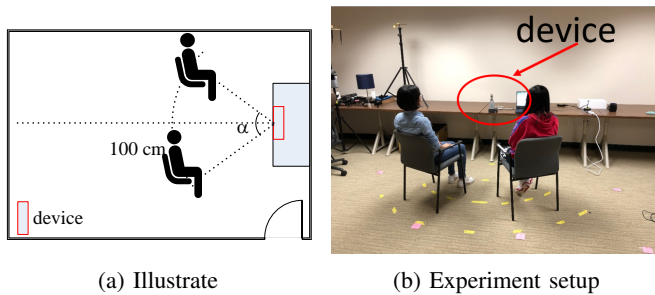 device
α
100 cm
device
(a) Illustrate
(b) Experiment setup